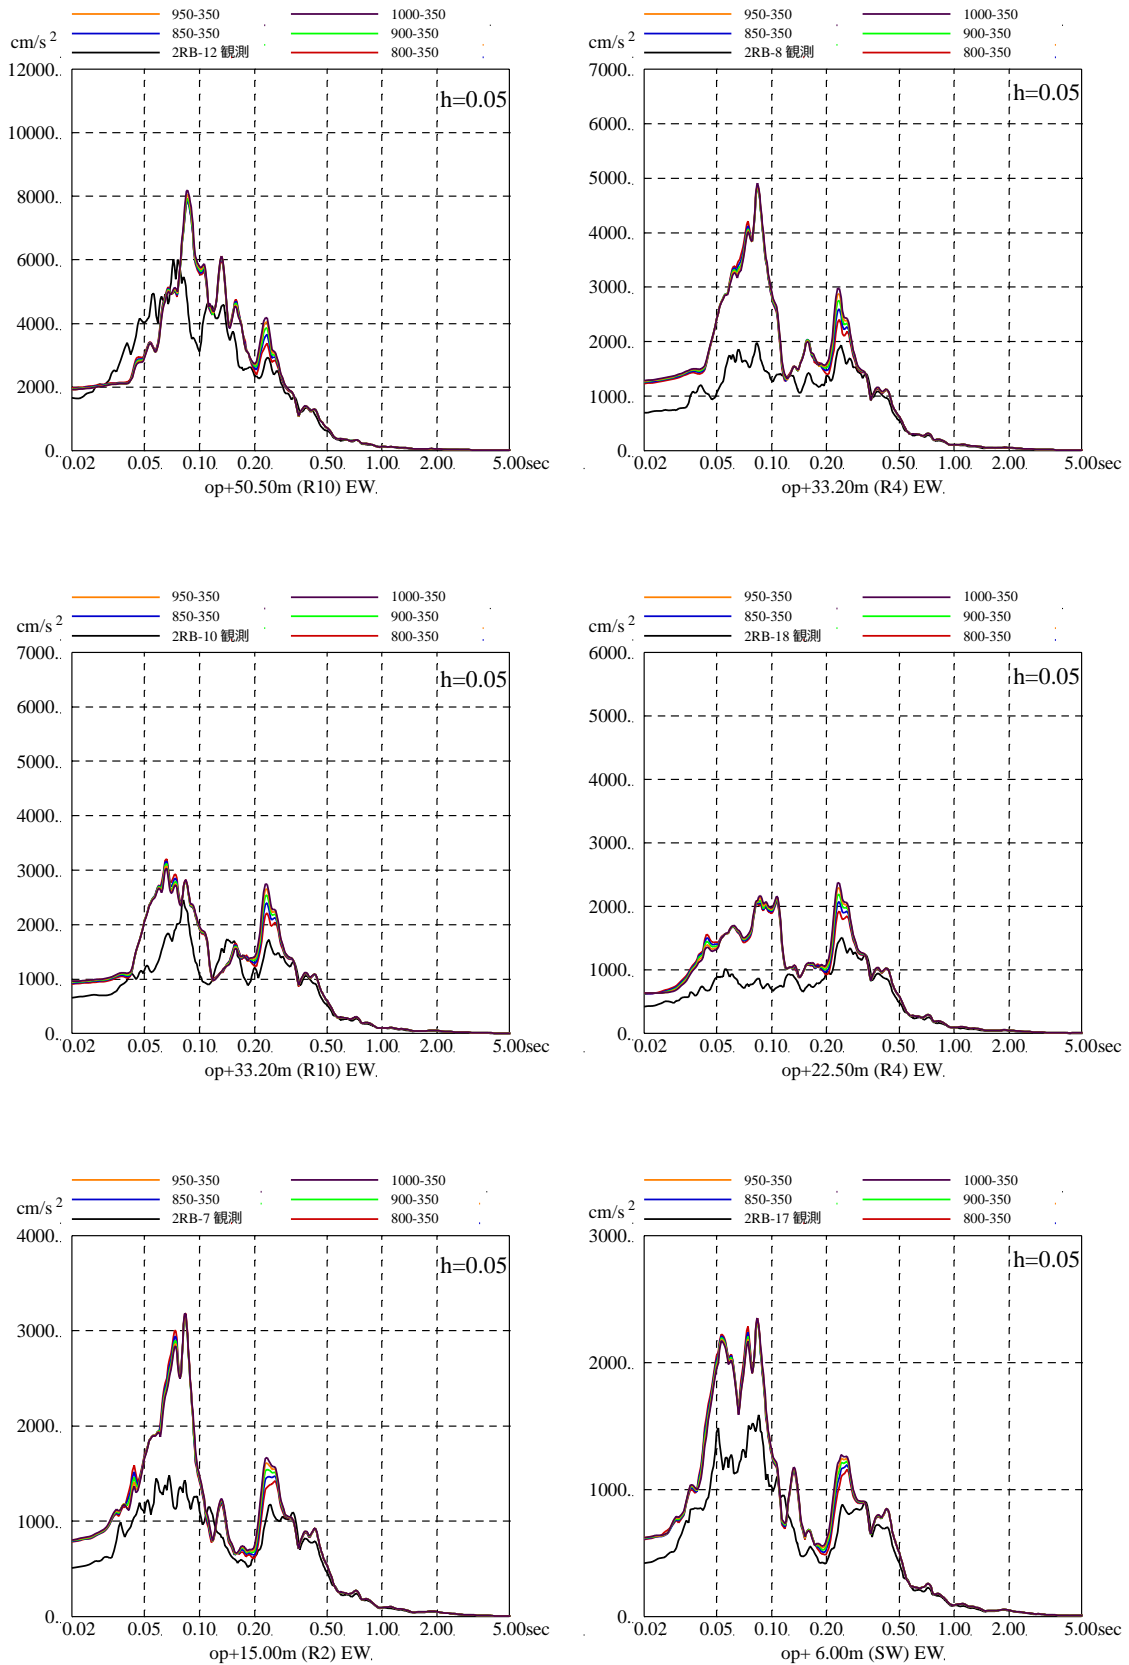 950-350 1000-350
850-350 900-350
2RB-12 観測 800-350
cm/s 2
12000.
10000.
8000.
6000.
4000.
2000.
0.
h=0.05
0.02 0.05 0.10 0.20 0.50 1.00 2.00 5.00sec
op+50.50m (R10) EW
950-350 1000-350
850-350 900-350
2RB-8 観測 800-350
cm/s 2
7000.
6000.
5000.
4000.
3000.
2000.
1000.
0.
h=0.05
0.02 0.05 0.10 0.20 0.50 1.00 2.00 5.00sec
op+33.20m (R4) EW
950-350 1000-350
850-350 900-350
2RB-10 観測 800-350
cm/s 2
7000.
6000.
5000.
4000.
3000.
2000.
1000.
0.
h=0.05
0.02 0.05 0.10 0.20 0.50 1.00 2.00 5.00sec
op+33.20m (R10) EW
950-350 1000-350
850-350 900-350
2RB-18 観測 800-350
cm/s 2
6000.
5000.
4000.
3000.
2000.
1000.
0.
h=0.05
0.02 0.05 0.10 0.20 0.50 1.00 2.00 5.00sec
op+22.50m (R4) EW
950-350 1000-350
850-350 900-350
2RB-7 観測 800-350
cm/s 2
4000.
3000.
2000.
1000.
0.
h=0.05
0.02 0.05 0.10 0.20 0.50 1.00 2.00 5.00sec
op+15.00m (R2) EW
950-350 1000-350
850-350 900-350
2RB-17 観測 800-350
cm/s 2
3000.
2000.
1000.
0.
h=0.05
0.02 0.05 0.10 0.20 0.50 1.00 2.00 5.00sec
op+ 6.00m (SW) EW